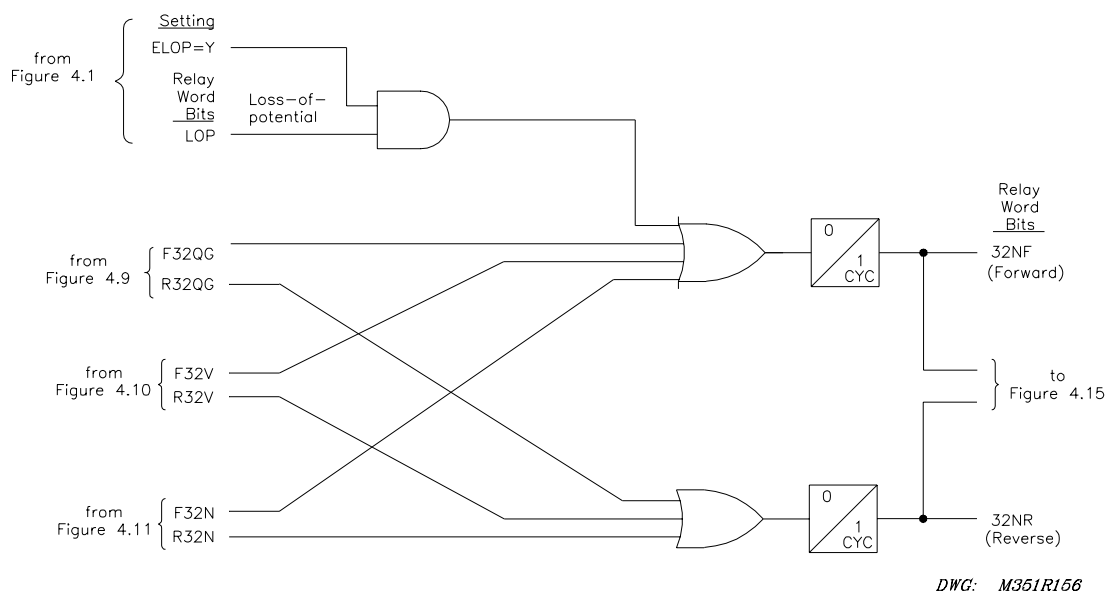 Setting
ELOP=Y
from
Figure 4.1
Relay
Word
Bits
LOP
Loss-of-
potential
from
Figure 4.9
F32QG
R32QG
from
Figure 4.10
F32V
R32V
from
Figure 4.11
F32N
R32N
0
1
CYC
0
1
CYC
Relay
Word
Bits
32NF
(Forward)
to
Figure 4.15
32NR
(Reverse)
DWG: M351R156